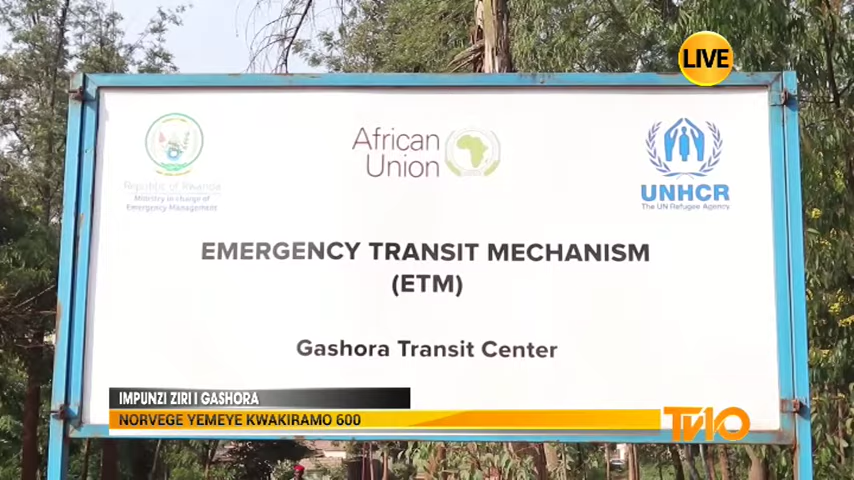 LIVE
Republic of Rwanda
Ministry in charge of
Emergency Management
African
Union
UNHCR
The UN Refugee Agency
EMERGENCY TRANSIT MECHANISM
(ETM)
Gashora Transit Center
IMPUNZI ZIRI I GASHORA
NORVEGE YEMEYE KWAKIRAMO 600
TV10